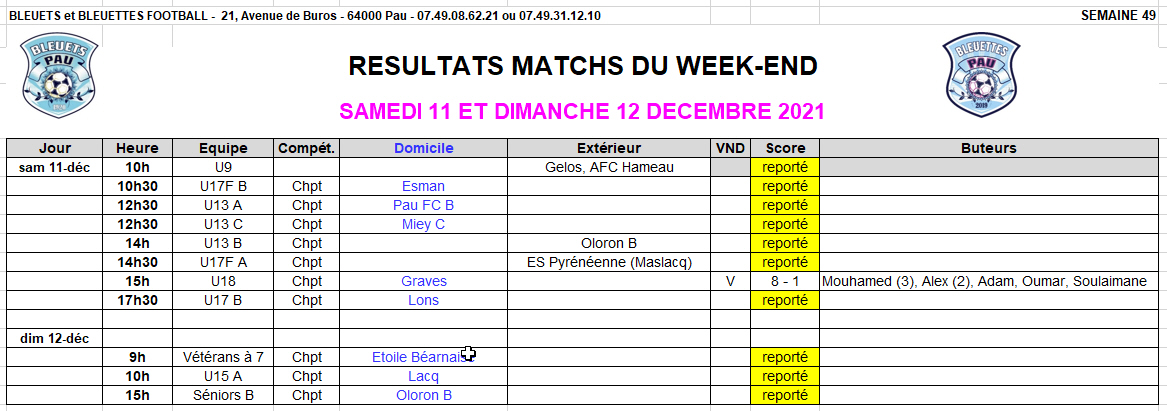 BLEUETS et BLEUETTES FOOTBALL - 21, Avenue de Buros - 64000 Pau - 07.49.08.62.21 ou 07.49.31.12.10 SEMAINE 49
BLEUETS PAU
BLEUETTES PAU 2019
RESULTATS MATCHS DU WEEK-END
SAMEDI 11 ET DIMANCHE 12 DECEMBRE 2021
Jour Heure Equipe Compét. Domicile Extérieur VND Score Buteurs
sam 11-déc 10h U9 Gelos, AFC Hameau reporté
10h30 U17F B Chpt Esman reporté
12h30 U13 A Chpt Pau FC B reporté
12h30 U13 C Chpt Miey C reporté
14h U13 B Chpt Oloron B reporté
14h30 U17F A Chpt ES Pyrénéenne (Maslacq) reporté
15h U18 Chpt Graves V 8 - 1 Mouhamed (3), Alex (2), Adam, Oumar, Soulaimane
17h30 U17 B Chpt Lons reporté
dim 12-déc
9h Vétérans à 7 Chpt Etoile reporté
10h U15 A Chpt Lacq reporté
15h Séniors B Chpt Oloron B reporté